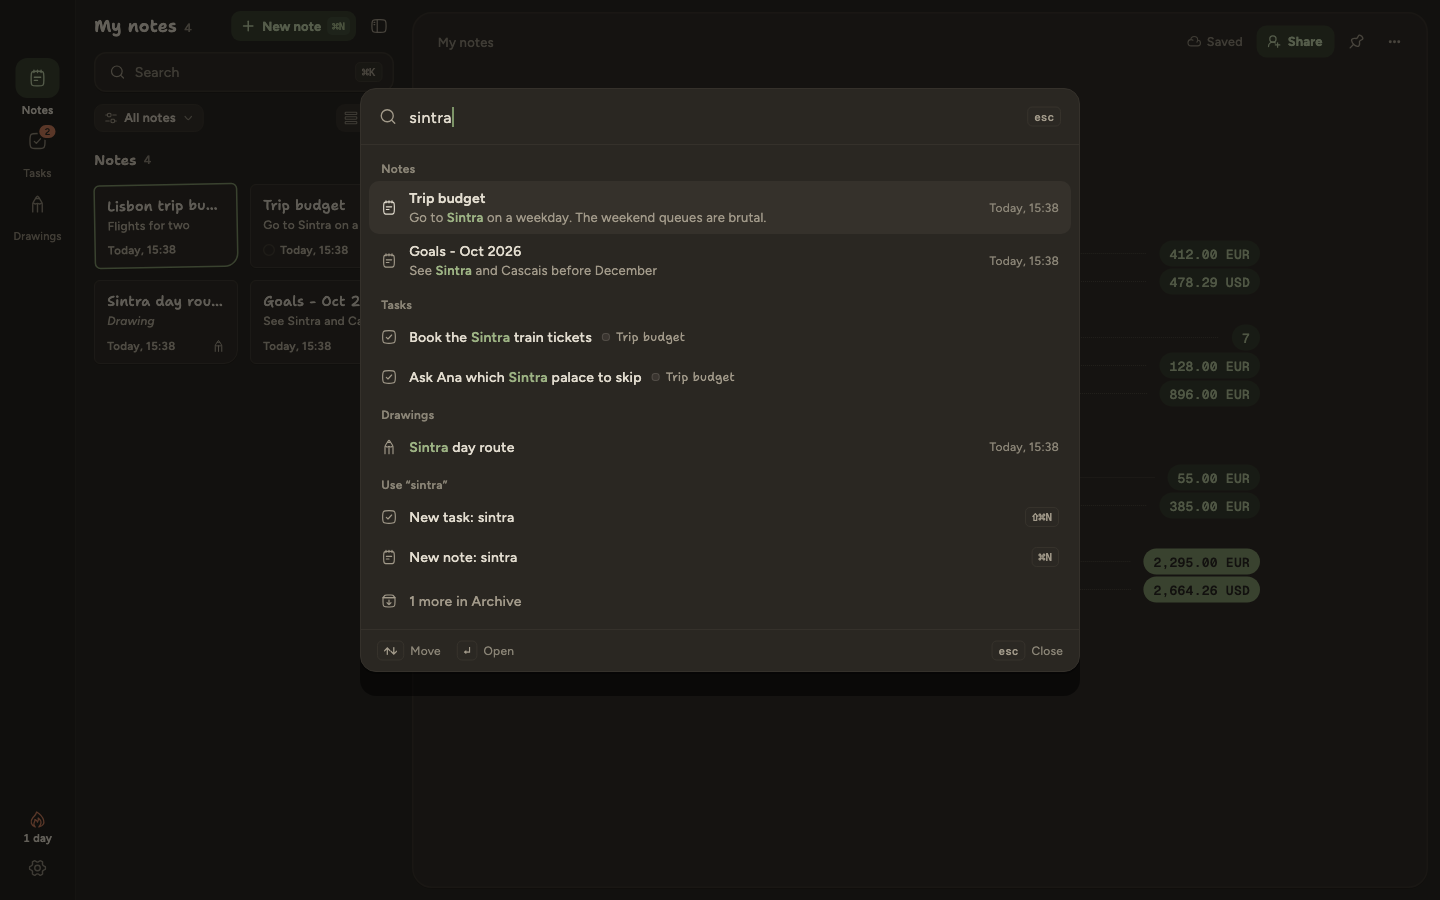 My notes 4
New note ⌘N
My notes
Saved
Share
Search ⌘K
Notes
All notes
2
Tasks
Drawings
Notes 4
Lisbon trip bu...
Flights for two
Today, 15:38
Trip budget
Go to Sintra on a
Today, 15:38
Sintra day rou...
Drawing
Today, 15:38
Goals - Oct 2
See Sintra and Ca
Today, 15:38
sintra
esc
Notes
Trip budget
Go to Sintra on a weekday. The weekend queues are brutal.
Today, 15:38
Goals - Oct 2026
See Sintra and Cascais before December
Today, 15:38
Tasks
Book the Sintra train tickets Trip budget
Ask Ana which Sintra palace to skip Trip budget
Drawings
Sintra day route
Today, 15:38
Use “sintra”
New task: sintra ⇧⌘N
New note: sintra ⌘N
1 more in Archive
Move Open
esc Close
412.00 EUR
478.29 USD
7
128.00 EUR
896.00 EUR
55.00 EUR
385.00 EUR
2,295.00 EUR
2,664.26 USD
1 day